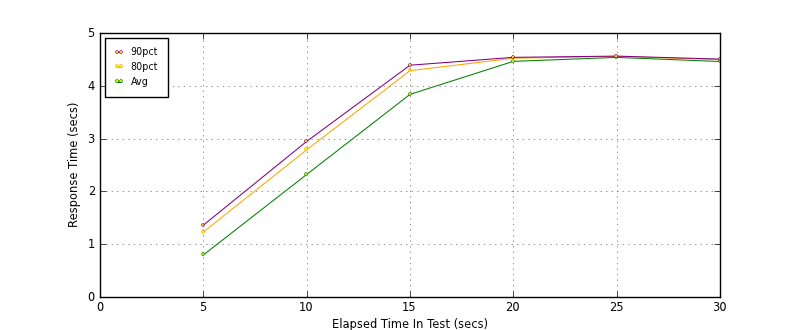 5
90pct
80pct
Avg
4
3
2
1
0
Response Time (secs)
0 5 10 15 20 25 30
Elapsed Time In Test (secs)